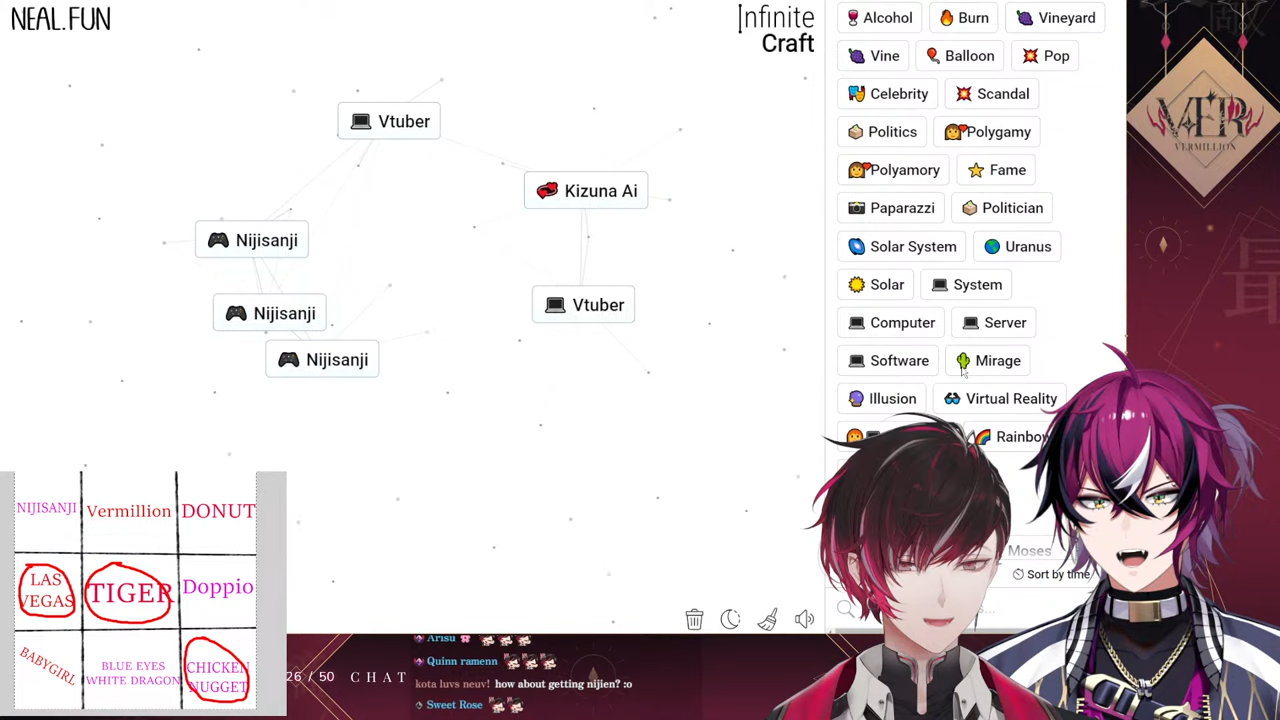 NEAL.FUN
Infinite
Craft
Vtuber
Kizuna Ai
Nijisanji
Vtuber
Nijisanji
Nijisanji
Alcohol
Burn
Vineyard
Vine
Balloon
Pop
Celebrity
Scandal
Politics
Polygamy
Polyamory
Fame
Paparazzi
Politician
Solar System
Uranus
Solar
System
Computer
Server
Software
Mirage
Illusion
Virtual Reality
Rainbow
Moses
Sort by time
VER
VERMILLION
NIJISANJI
Vermillion
DONUT
LAS
VEGAS
TIGER
Doppio
BABYGIRL
BLUE EYES
WHITE DRAGON
CHICKEN
NUGGET
26 / 50
CHAT
Arisu
Quinn ramenn
kota luvs neuv! how about getting nijien? :o
Sweet Rose